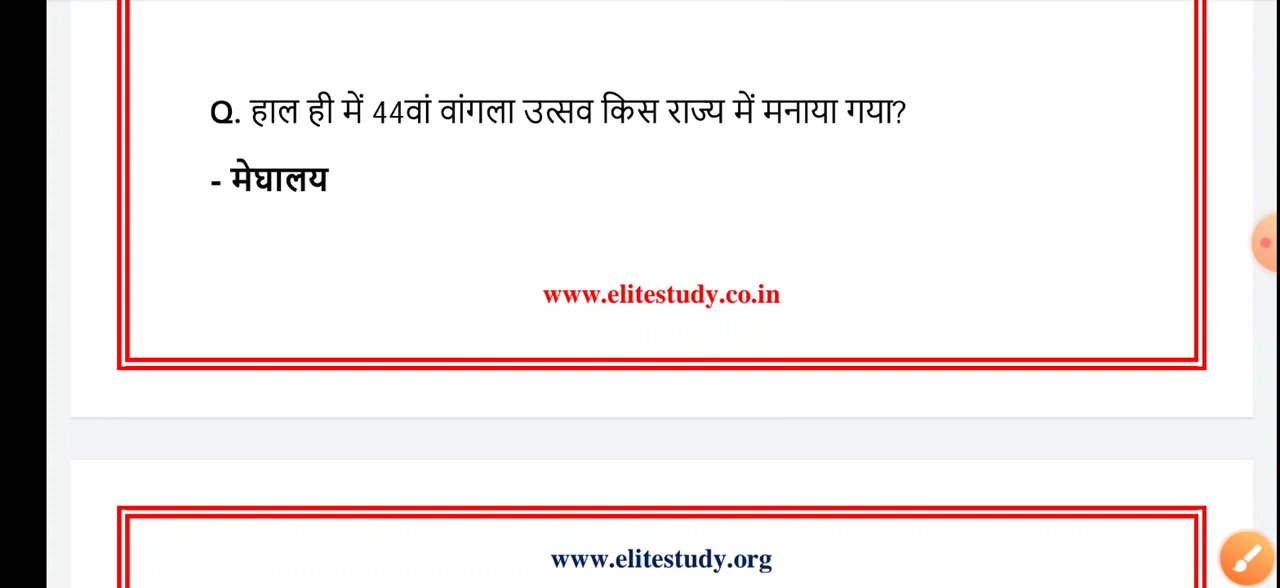 Q. हाल ही में 44वां वांगला उत्सव किस राज्य में मनाया गया?
- मेघालय
www.elitestudy.co.in
www.elitestudy.org